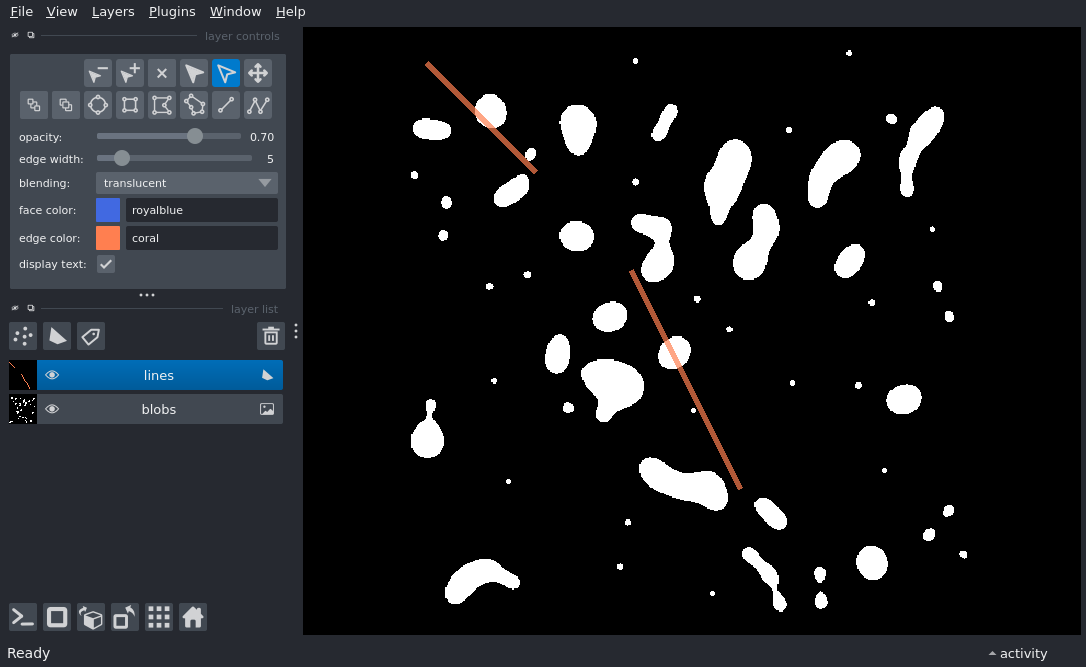 File View Layers Plugins Window Help
layer controls
opacity: 0.70
edge width: 5
blending: translucent
face color: royalblue
edge color: coral
display text:
layer list
lines
blobs
Ready
activity